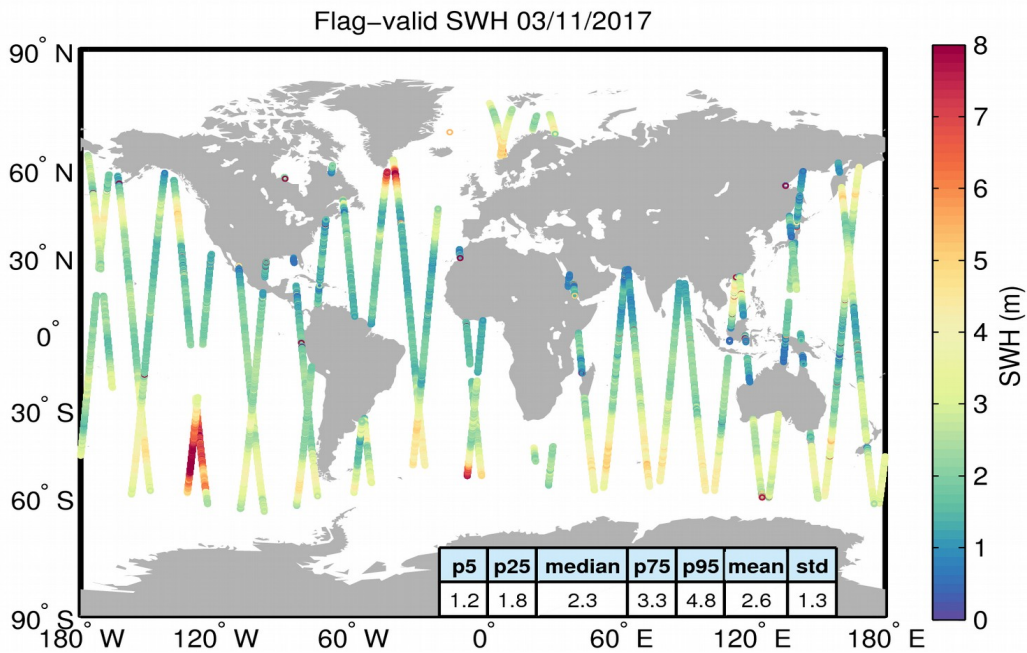 Flag-valid SWH 03/11/2017
90° N
60° N
30° N
0°
30° S
60° S
90° S
180° W
120° W
60° W
0°
60° E
120° E
180° E
p5 p25 median p75 p95 mean std
1.2 1.8 2.3 3.3 4.8 2.6 1.3
8
7
6
5
4
3
2
1
0
SWH (m)